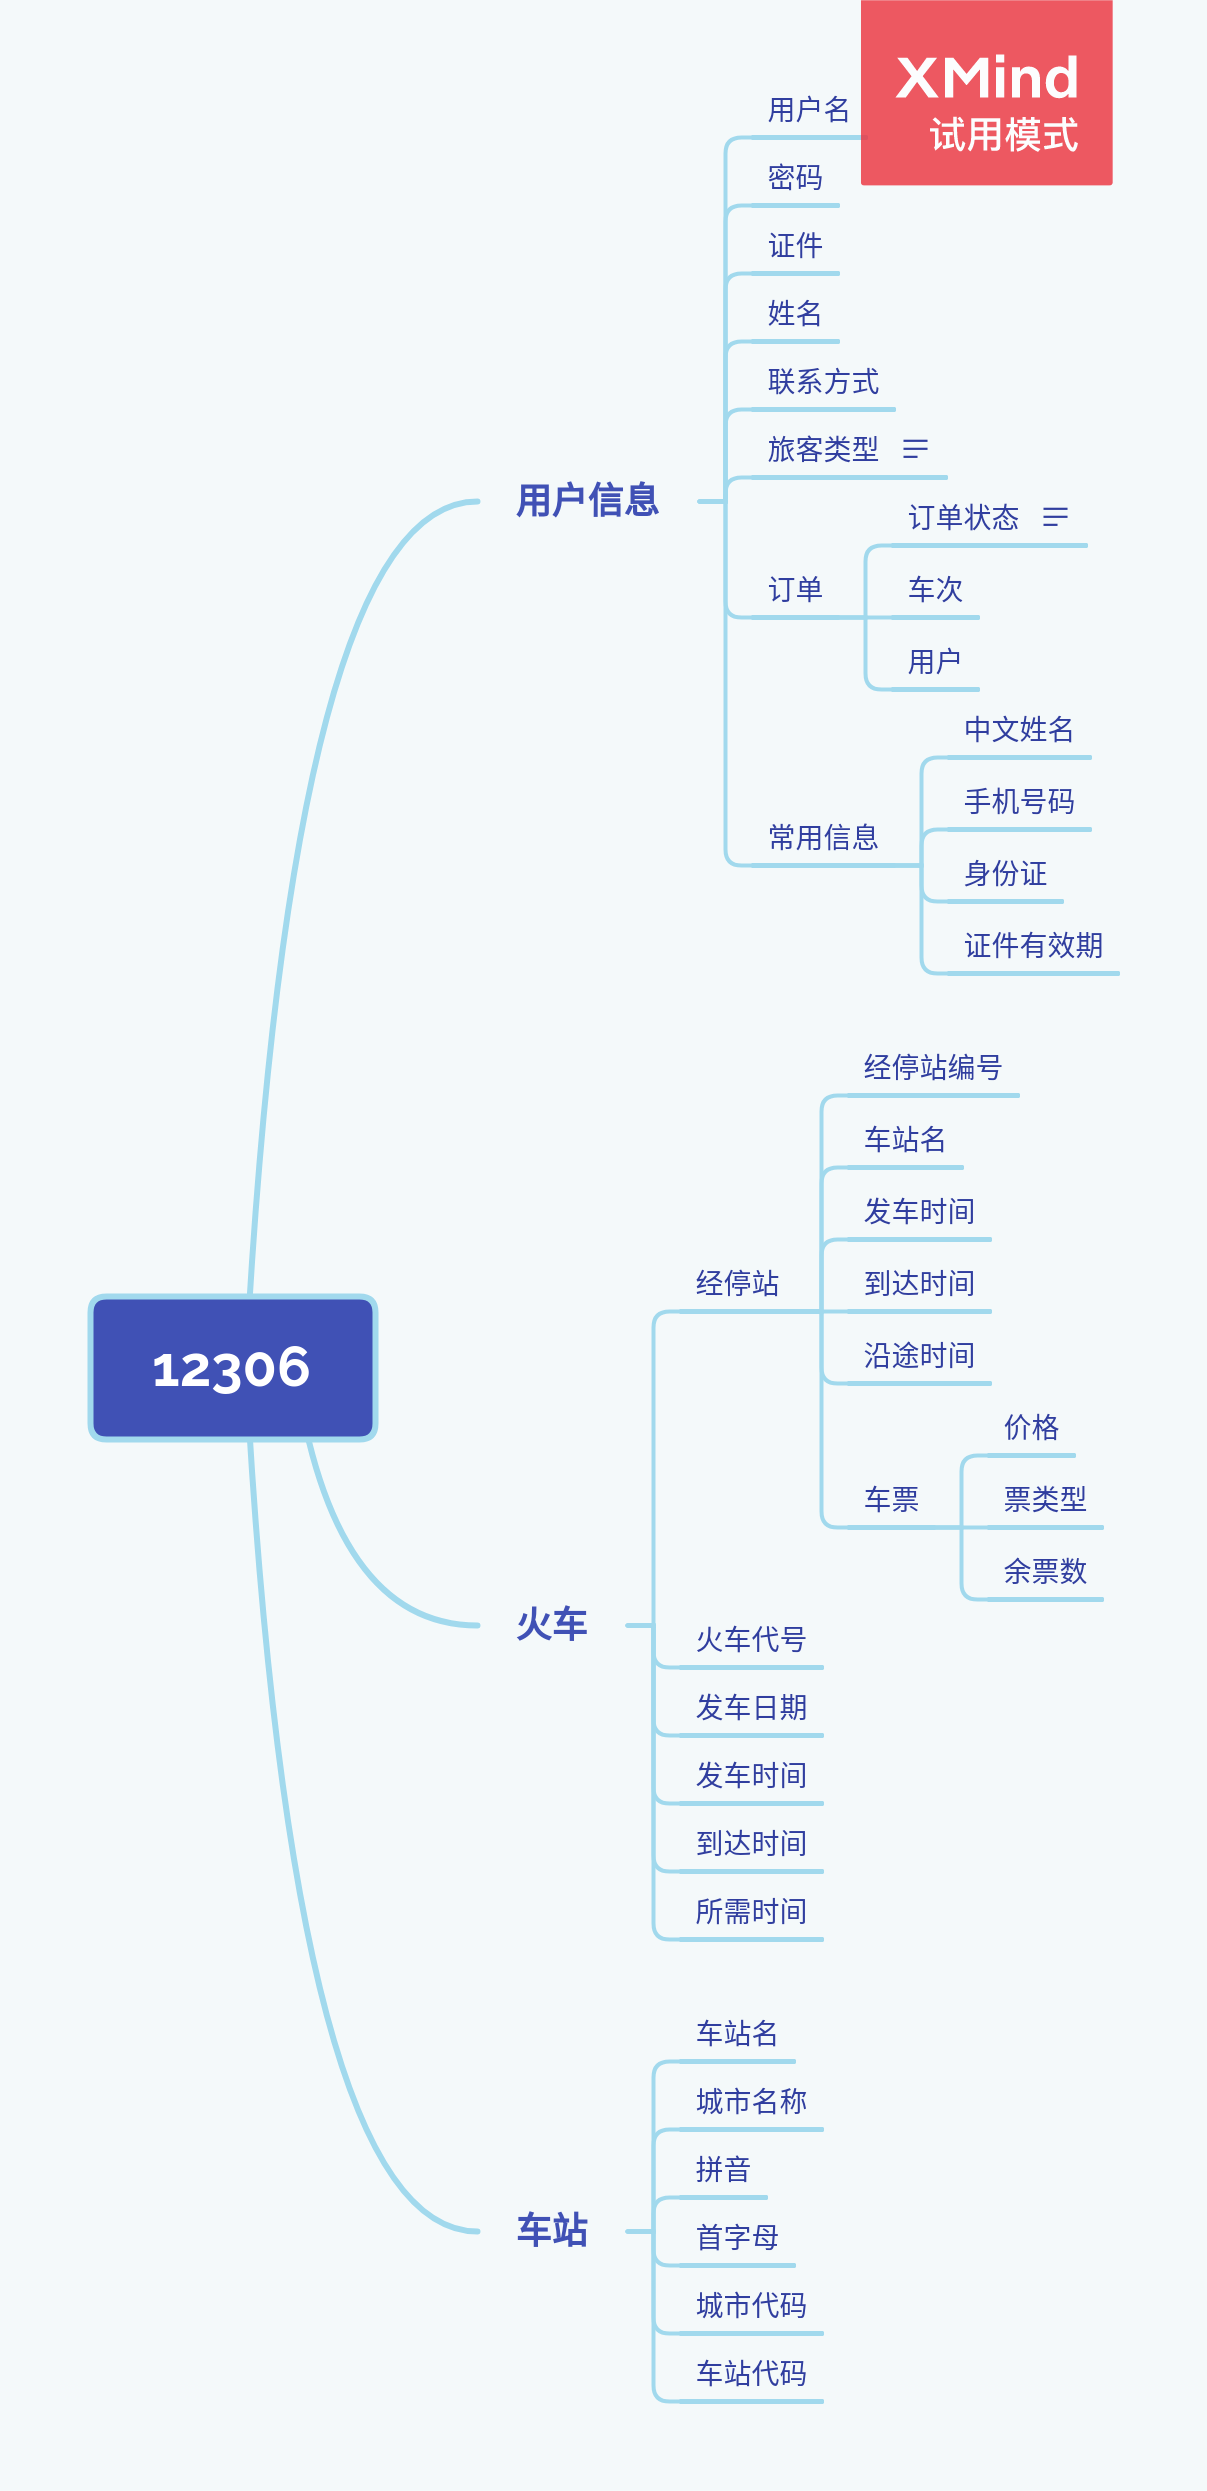 XMind
试用模式
用户名
密码
证件
姓名
联系方式
旅客类型
用户信息
订单状态
订单
车次
用户
中文姓名
手机号码
常用信息
身份证
证件有效期
经停站编号
车站名
发车时间
经停站
到达时间
沿途时间
12306
价格
车票
票类型
余票数
火车
火车代号
发车日期
发车时间
到达时间
所需时间
车站名
城市名称
拼音
车站
首字母
城市代码
车站代码